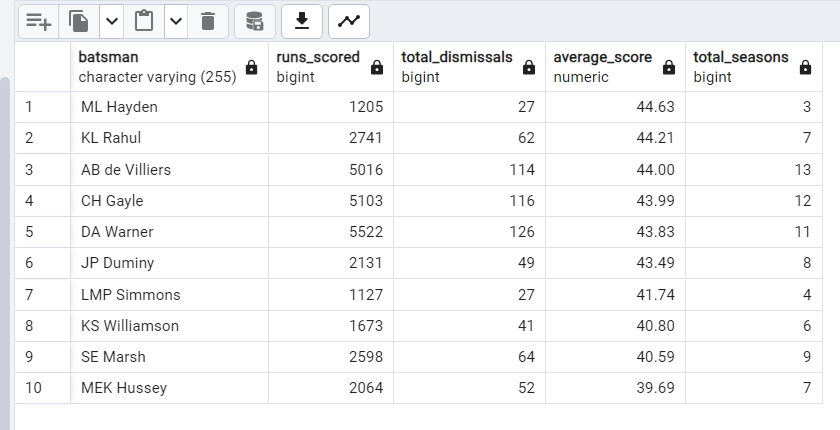 batsman runs_scored total_dismissals average_score total_seasons
character varying (255) bigint bigint numeric bigint
1 ML Hayden 1205 27 44.63 3
2 KL Rahul 2741 62 44.21 7
3 AB de Villiers 5016 114 44.00 13
4 CH Gayle 5103 116 43.99 12
5 DA Warner 5522 126 43.83 11
6 JP Duminy 2131 49 43.49 8
7 LMP Simmons 1127 27 41.74 4
8 KS Williamson 1673 41 40.80 6
9 SE Marsh 2598 64 40.59 9
10 MEK Hussey 2064 52 39.69 7